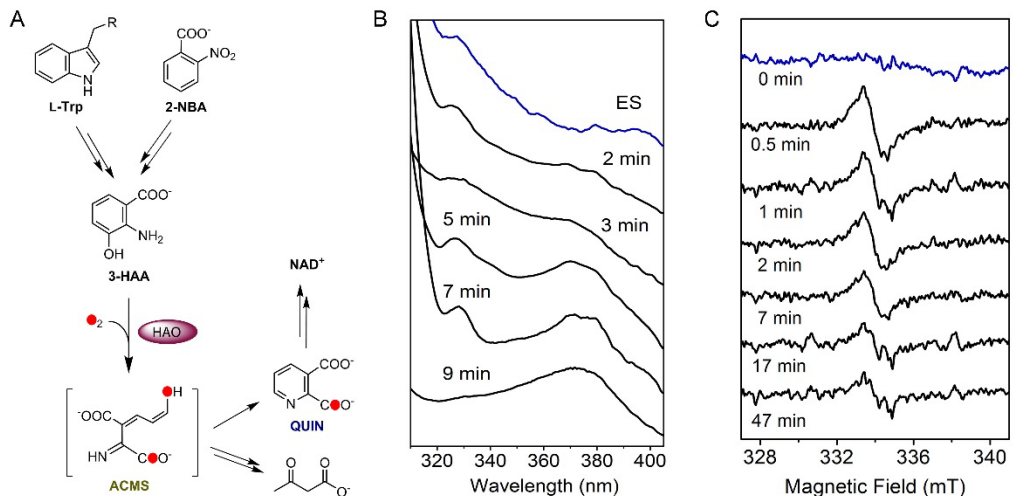 A
R
N
H
L-Trp
COO-
NO2
2-NBA
COO-
NH2
OH
3-HAA
O2
HAO
NAD+
H
-OOC
HN
C
O-
ACMS
COO-
N
C
O-
QUIN
O
O
O-
B
ES
2 min
3 min
5 min
7 min
9 min
320 340 360 380 400
Wavelength (nm)
C
0 min
0.5 min
1 min
2 min
7 min
17 min
47 min
328 332 336 340
Magnetic Field (mT)